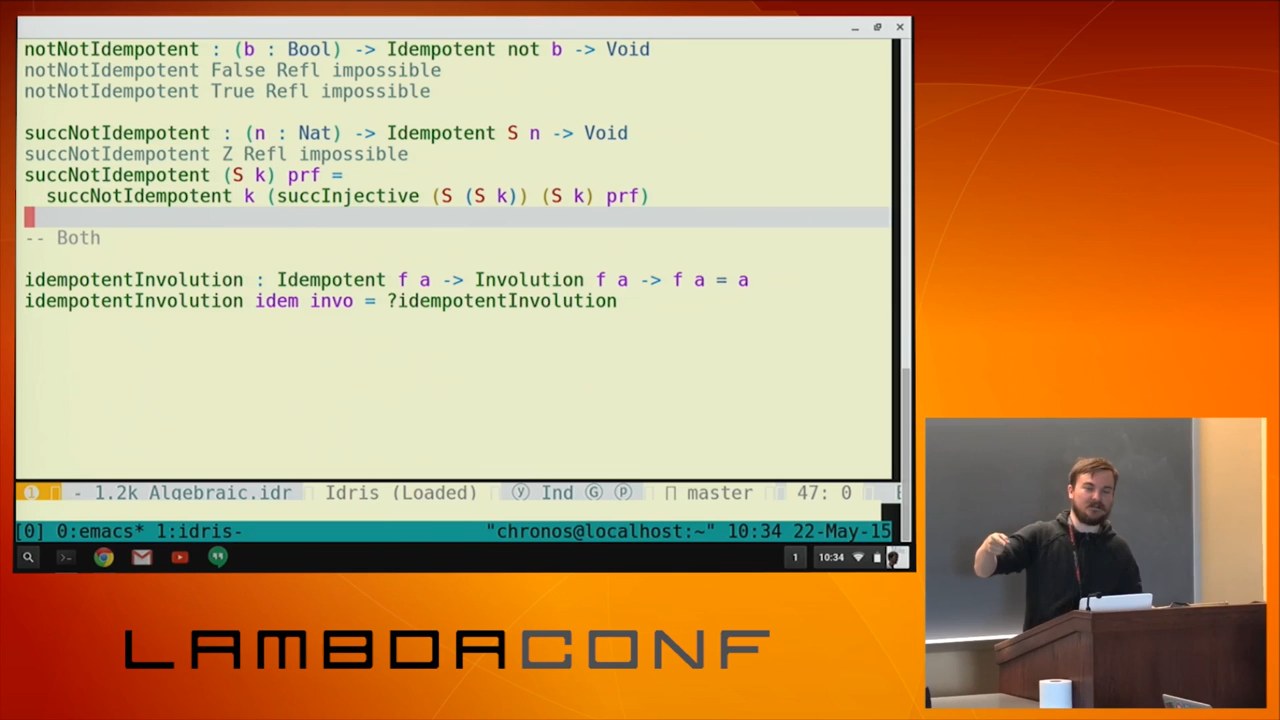 notNotIdempotent : (b : Bool) -> Idempotent not b -> Void
notNotIdempotent False Refl impossible
notNotIdempotent True Refl impossible
succNotIdempotent : (n : Nat) -> Idempotent S n -> Void
succNotIdempotent Z Refl impossible
succNotIdempotent (S k) prf =
  succNotIdempotent k (succInjective (S (S k)) (S k) prf)
-- Both
idempotentInvolution : Idempotent f a -> Involution f a -> f a = a
idempotentInvolution idem invo = ?idempotentInvolution
1 - 1.2k Algebraic.idr Idris (Loaded) y Ind G P master 47: 0
[0] 0:emacs* 1:idris- "chronos@localhost:~" 10:34 22-May-15
1 10:34
LAMBDACONF